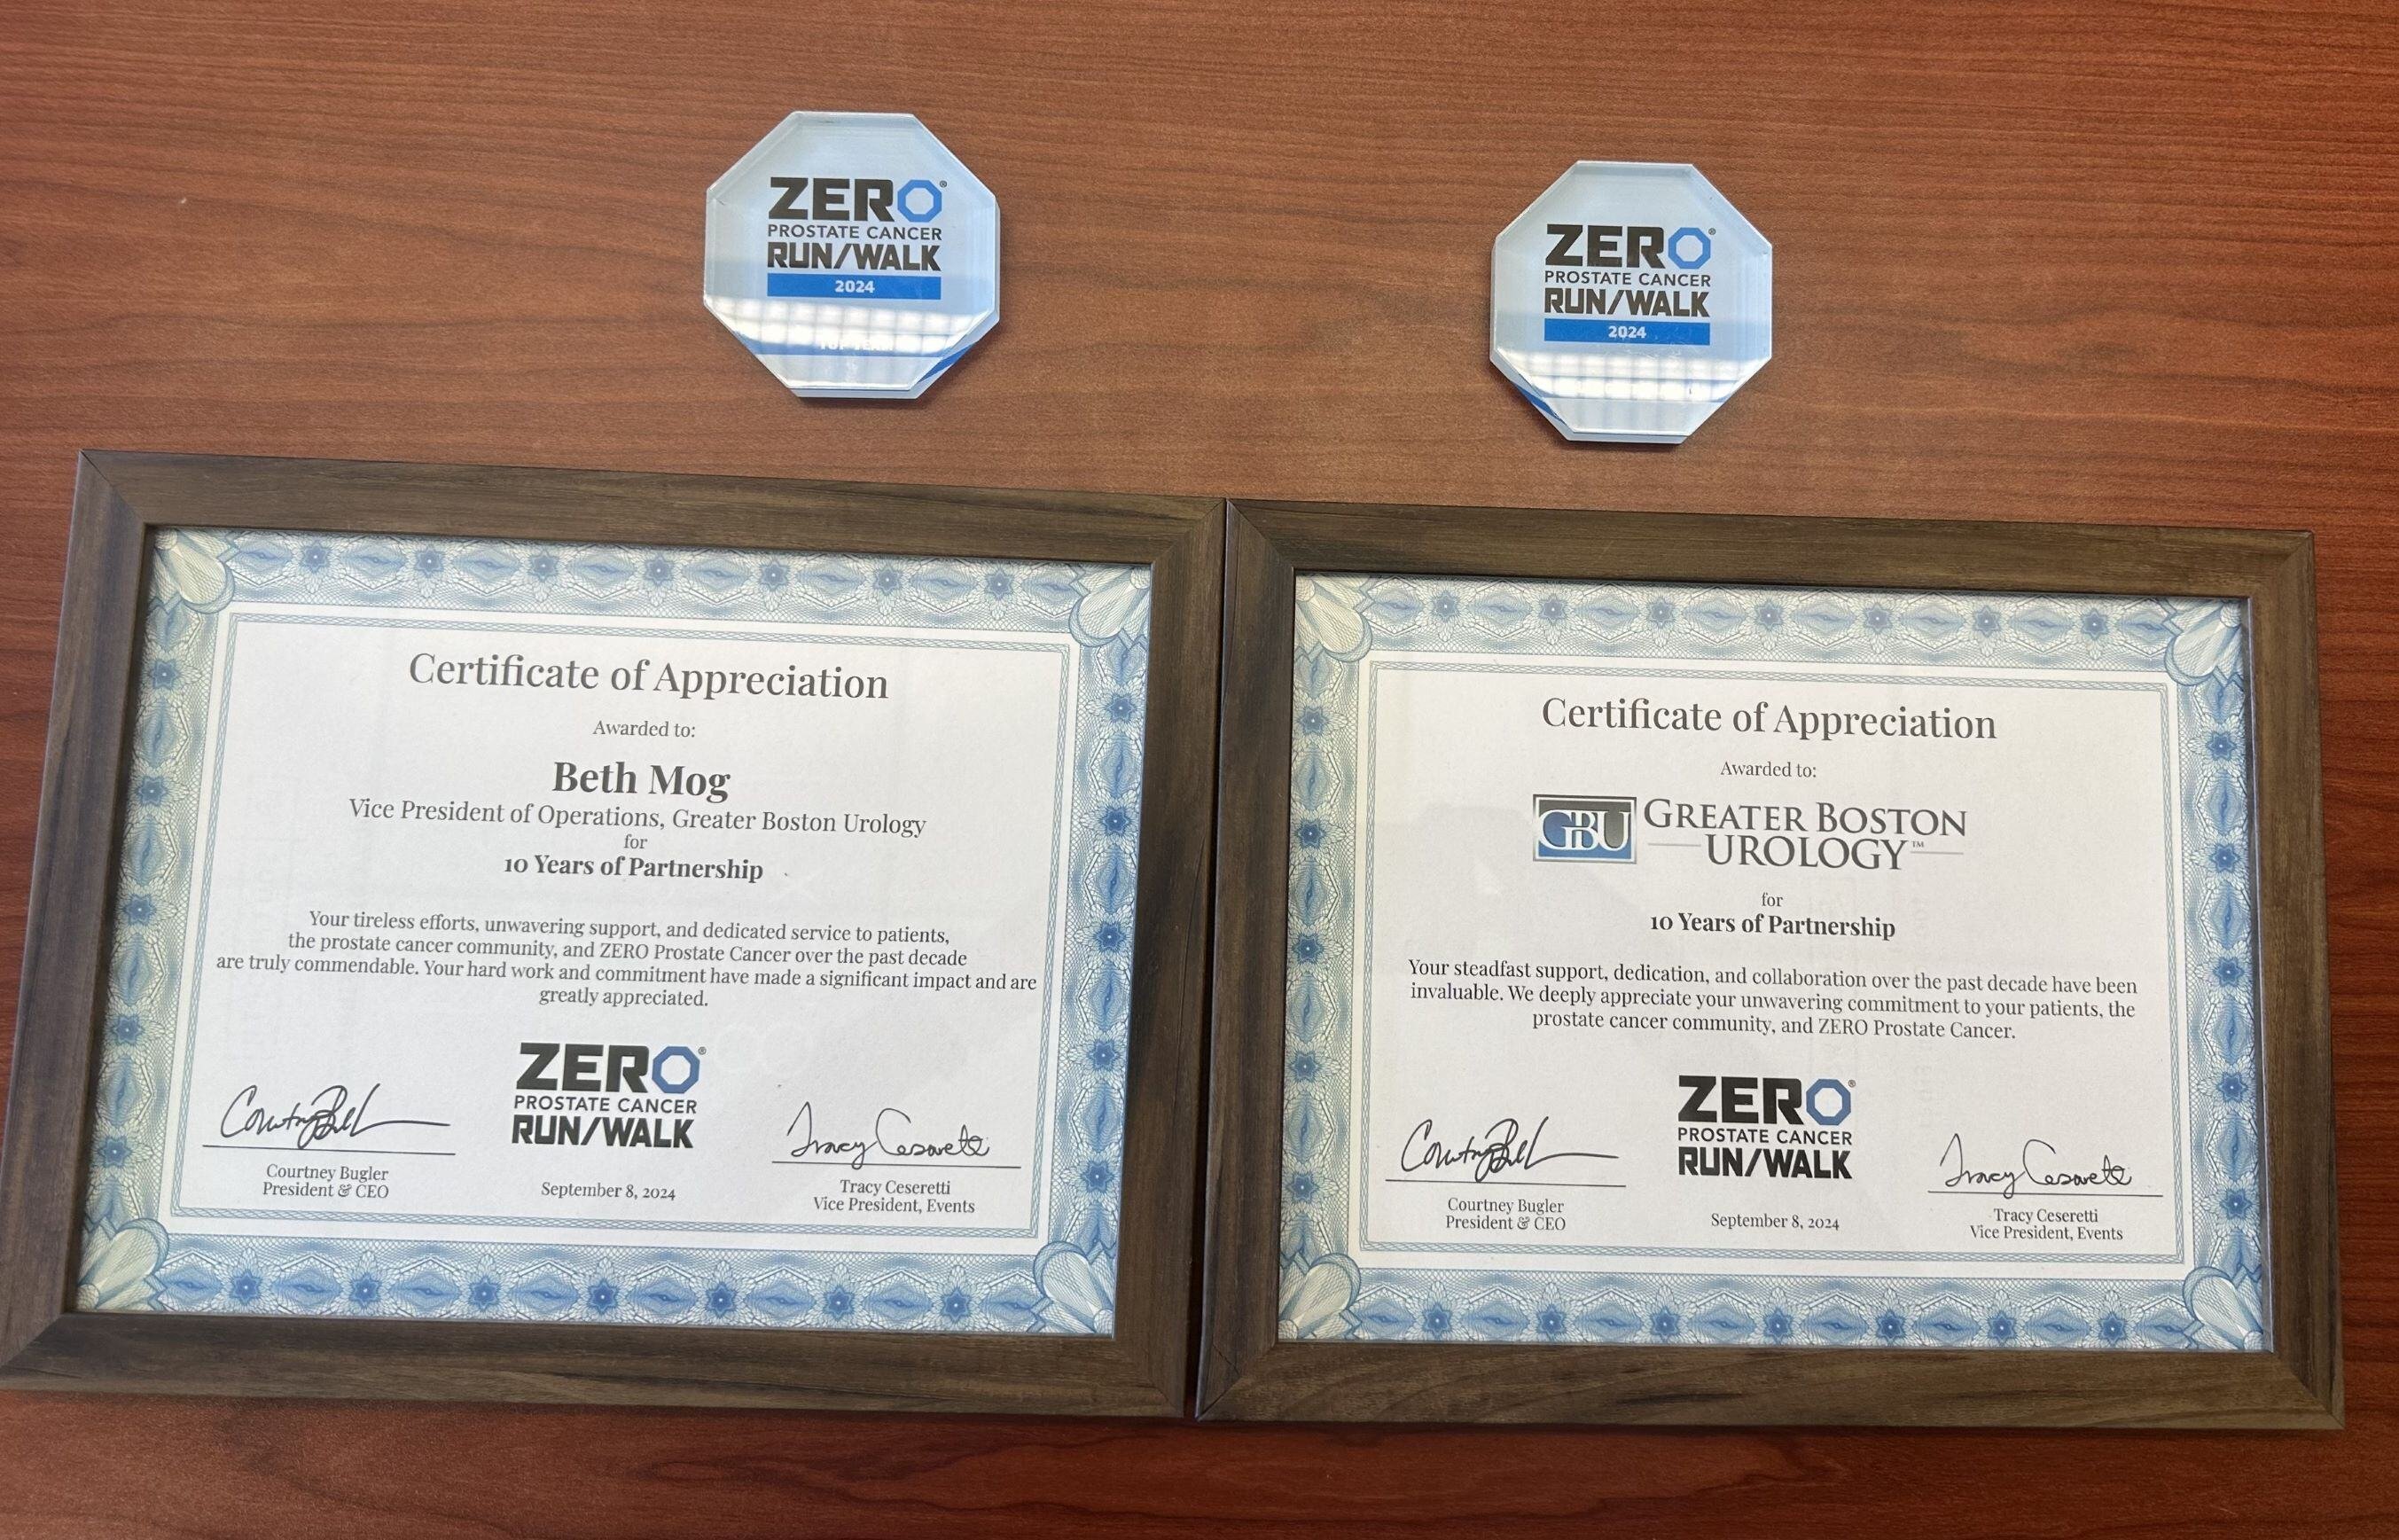 ZERO®
PROSTATE CANCER
RUN/WALK
2024
ZERO®
PROSTATE CANCER
RUN/WALK
2024
Certificate of Appreciation
Awarded to:
Beth Mog
Vice President of Operations, Greater Boston Urology
for
10 Years of Partnership
Your tireless efforts, unwavering support, and dedicated service to patients,
the prostate cancer community, and ZERO Prostate Cancer over the past decade
are truly commendable. Your hard work and commitment have made a significant impact and are
greatly appreciated.
ZERO®
PROSTATE CANCER
RUN/WALK
Courtney Bugler
President & CEO
September 8, 2024
Tracy Ceseretti
Vice President, Events
Certificate of Appreciation
Awarded to:
GBU GREATER BOSTON
UROLOGY™
for
10 Years of Partnership
Your steadfast support, dedication, and collaboration over the past decade have been
invaluable. We deeply appreciate your unwavering commitment to your patients, the
prostate cancer community, and ZERO Prostate Cancer.
ZERO®
PROSTATE CANCER
RUN/WALK
Courtney Bugler
President & CEO
September 8, 2024
Tracy Ceseretti
Vice President, Events